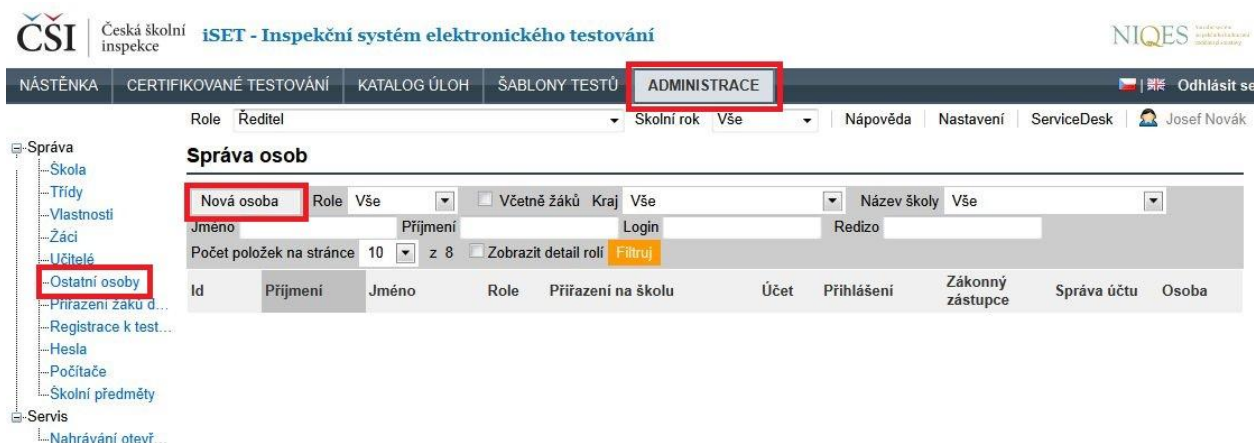 ČŠI Česká školní inspekce iSET - Inspekční systém elektronického testování NIQES
NÁSTĚNKA CERTIFIKOVANÉ TESTOVÁNÍ KATALOG ÚLOH ŠABLONY TESTŮ ADMINISTRACE Odhlásit se
Role Ředitel Školní rok Vše Nápověda Nastavení ServiceDesk Josef Novák
Správa
Škola
Třídy
Vlastnosti
Žáci
Učitelé
Ostatní osoby
Přiřazení žáků d...
Registrace k test...
Hesla
Počítače
Školní předměty
Servis
Nahrávání otevř...
Správa osob
Nová osoba Role Vše Včetně žáků Kraj Vše Název školy Vše
Jméno Příjmení Login Redizo
Počet položek na stránce 10 z 8 Zobrazit detail rolí Filtruj
Id Příjmení Jméno Role Přiřazení na školu Účet Přihlášení Zákonný zástupce Správa účtu Osoba